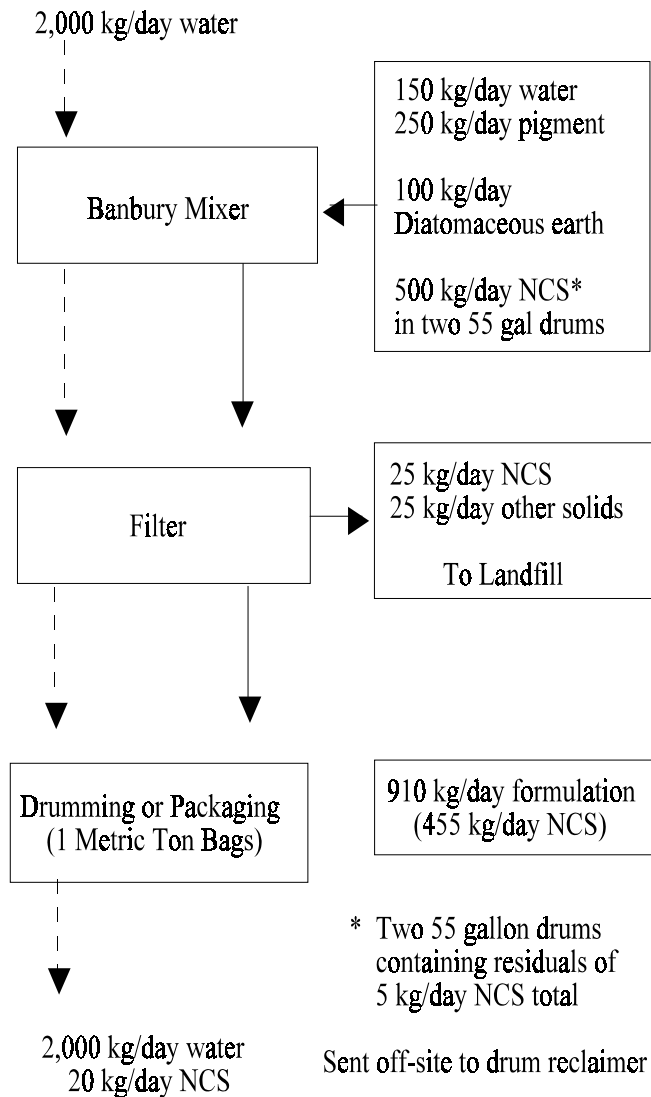 2,000 kg/day water
150 kg/day water
250 kg/day pigment
100 kg/day
Diatomaceous earth
500 kg/day NCS*
in two 55 gal drums
Banbury Mixer
Filter
25 kg/day NCS
25 kg/day other solids
To Landfill
Drumming or Packaging
(1 Metric Ton Bags)
910 kg/day formulation
(455 kg/day NCS)
* Two 55 gallon drums
containing residuals of
5 kg/day NCS total
2,000 kg/day water
20 kg/day NCS
Sent off-site to drum reclaimer